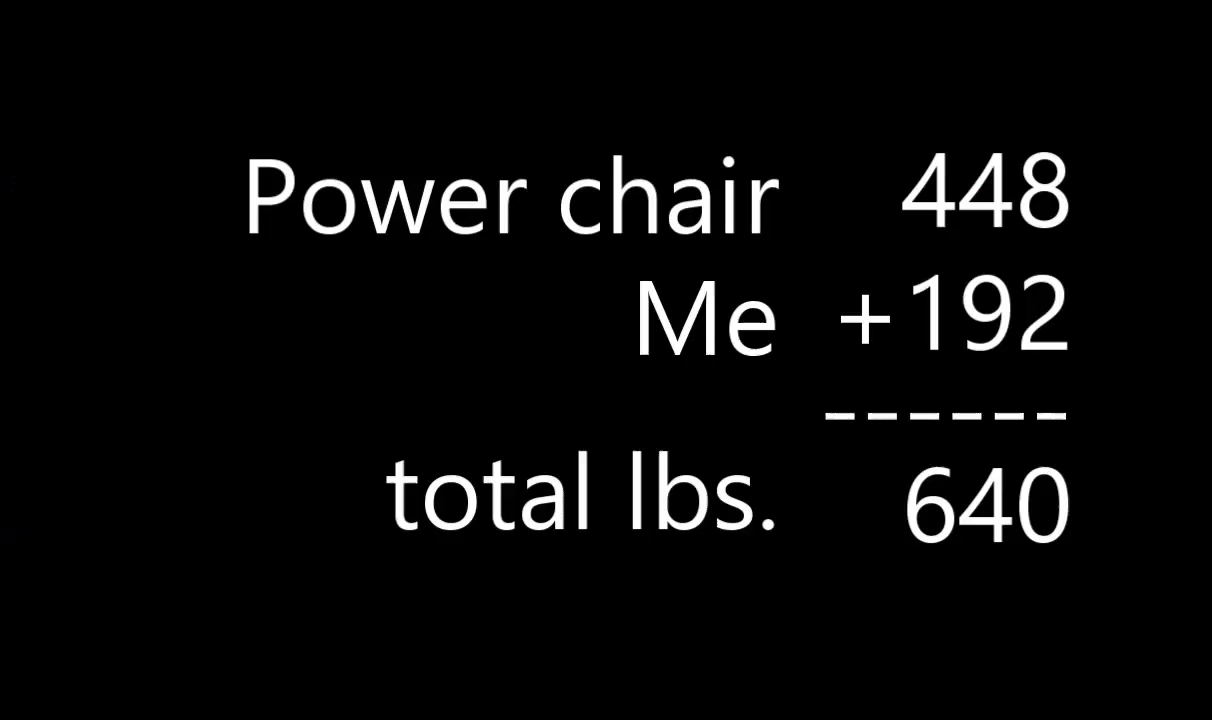 Power chair 448
Me +192
------
total lbs. 640